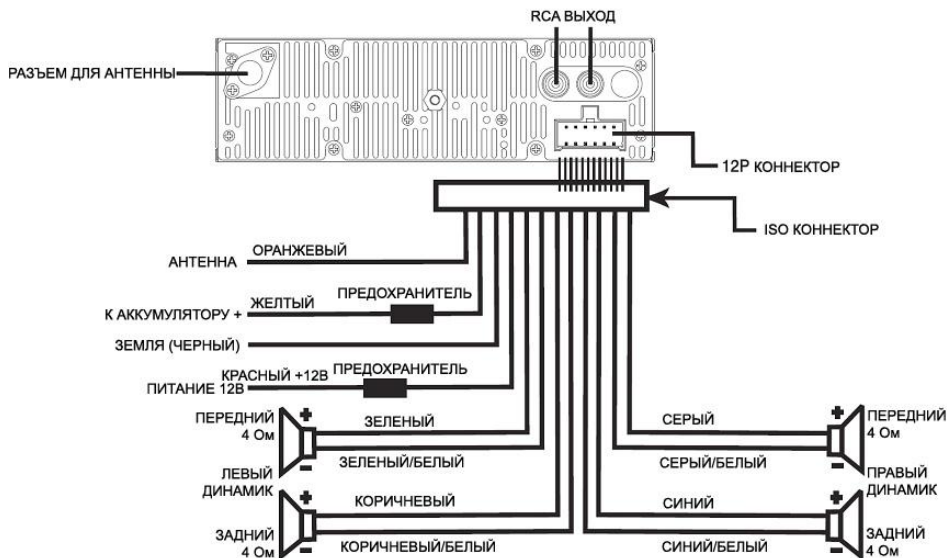 RCA ВЫХОД
РАЗЪЕМ ДЛЯ АНТЕННЫ
12Р КОННЕКТОР
ISO КОННЕКТОР
ОРАНЖЕВЫЙ
АНТЕННА
ЖЕЛТЫЙ
ПРЕДОХРАНИТЕЛЬ
К АККУМУЛЯТОРУ +
ЗЕМЛЯ (ЧЕРНЫЙ)
КРАСНЫЙ +12В
ПРЕДОХРАНИТЕЛЬ
ПИТАНИЕ 12В
ПЕРЕДНИЙ
4 Ом
+
ЗЕЛЕНЫЙ
ЗЕЛЕНЫЙ/БЕЛЫЙ
−
СЕРЫЙ
СЕРЫЙ/БЕЛЫЙ
+
−
ПЕРЕДНИЙ
4 Ом
ЛЕВЫЙ
ДИНАМИК
ПРАВЫЙ
ДИНАМИК
+
КОРИЧНЕВЫЙ
КОРИЧНЕВЫЙ/БЕЛЫЙ
−
ЗАДНИЙ
4 Ом
СИНИЙ
СИНИЙ/БЕЛЫЙ
+
−
ЗАДНИЙ
4 Ом